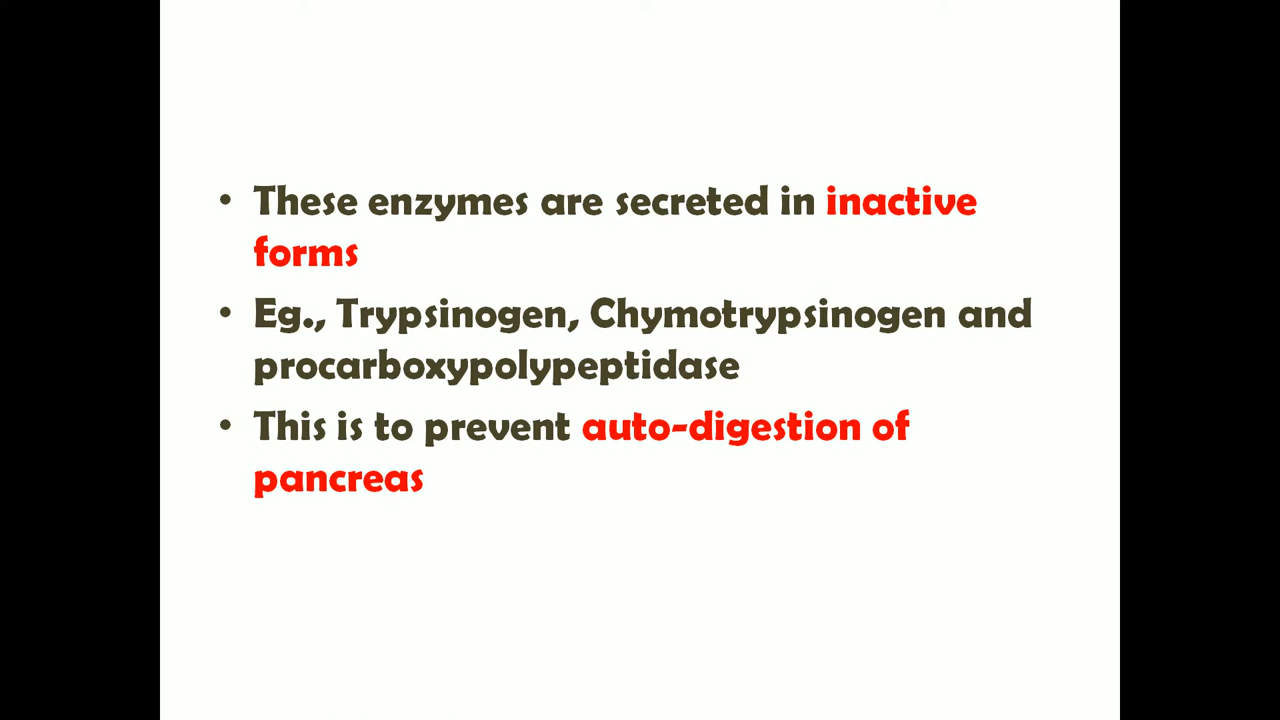 • These enzymes are secreted in inactive
forms
• Eg., Trypsinogen, Chymotrypsinogen and
procarboxypolypeptidase
• This is to prevent auto-digestion of
pancreas